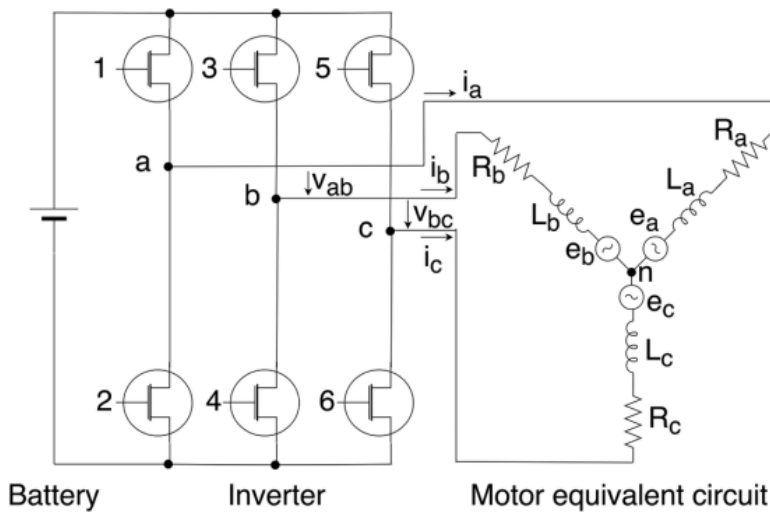 1
3
5
i_a
R_a
a
i_b
R_b
v_ab
L_a
b
v_bc
L_b
e_a
c
i_c
e_b
n
e_c
L_c
2
4
6
R_c
Battery
Inverter
Motor equivalent circuit